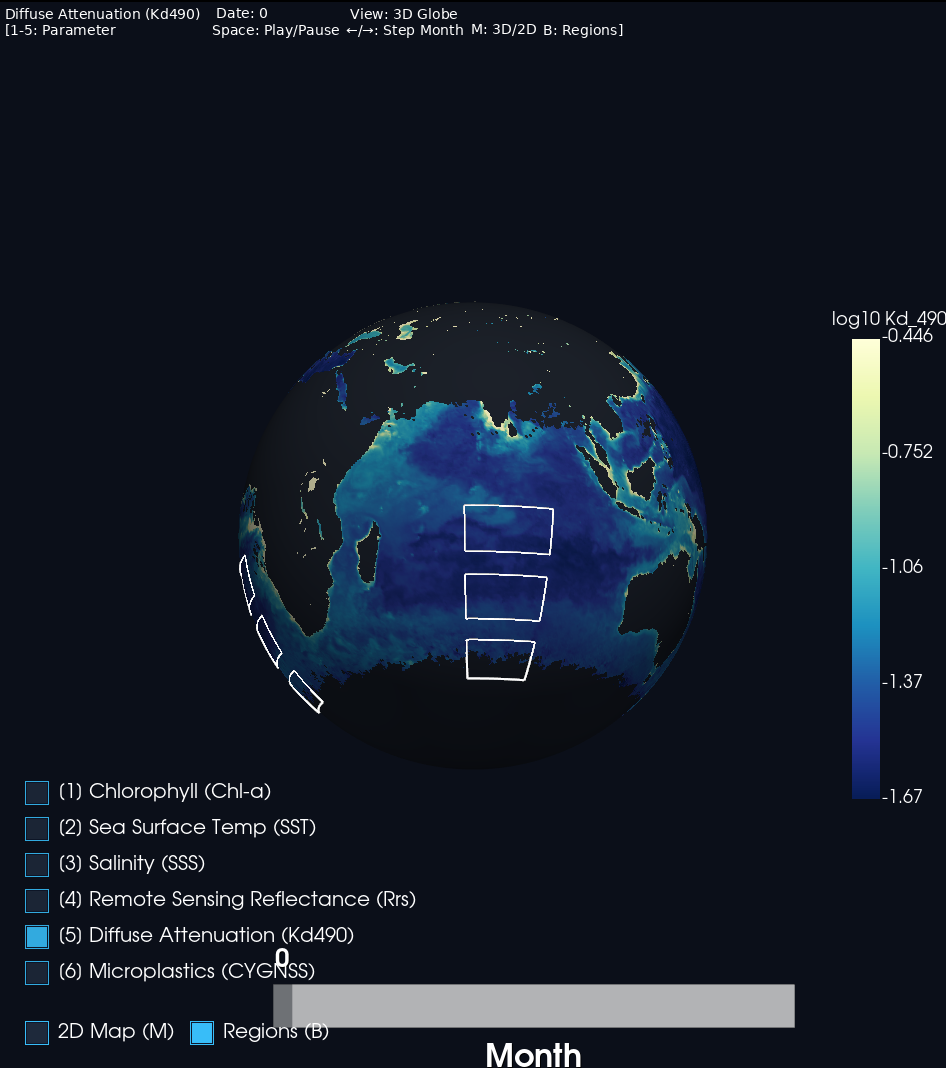 Diffuse Attenuation (Kd490) Date: 0 View: 3D Globe
[1-5: Parameter Space: Play/Pause ←/→: Step Month M: 3D/2D B: Regions]
log10 Kd_490
-0.446
-0.752
-1.06
-1.37
-1.67
[1] Chlorophyll (Chl-a)
[2] Sea Surface Temp (SST)
[3] Salinity (SSS)
[4] Remote Sensing Reflectance (Rrs)
[5] Diffuse Attenuation (Kd490)
0
[6] Microplastics (CYGNSS)
2D Map (M) Regions (B)
Month